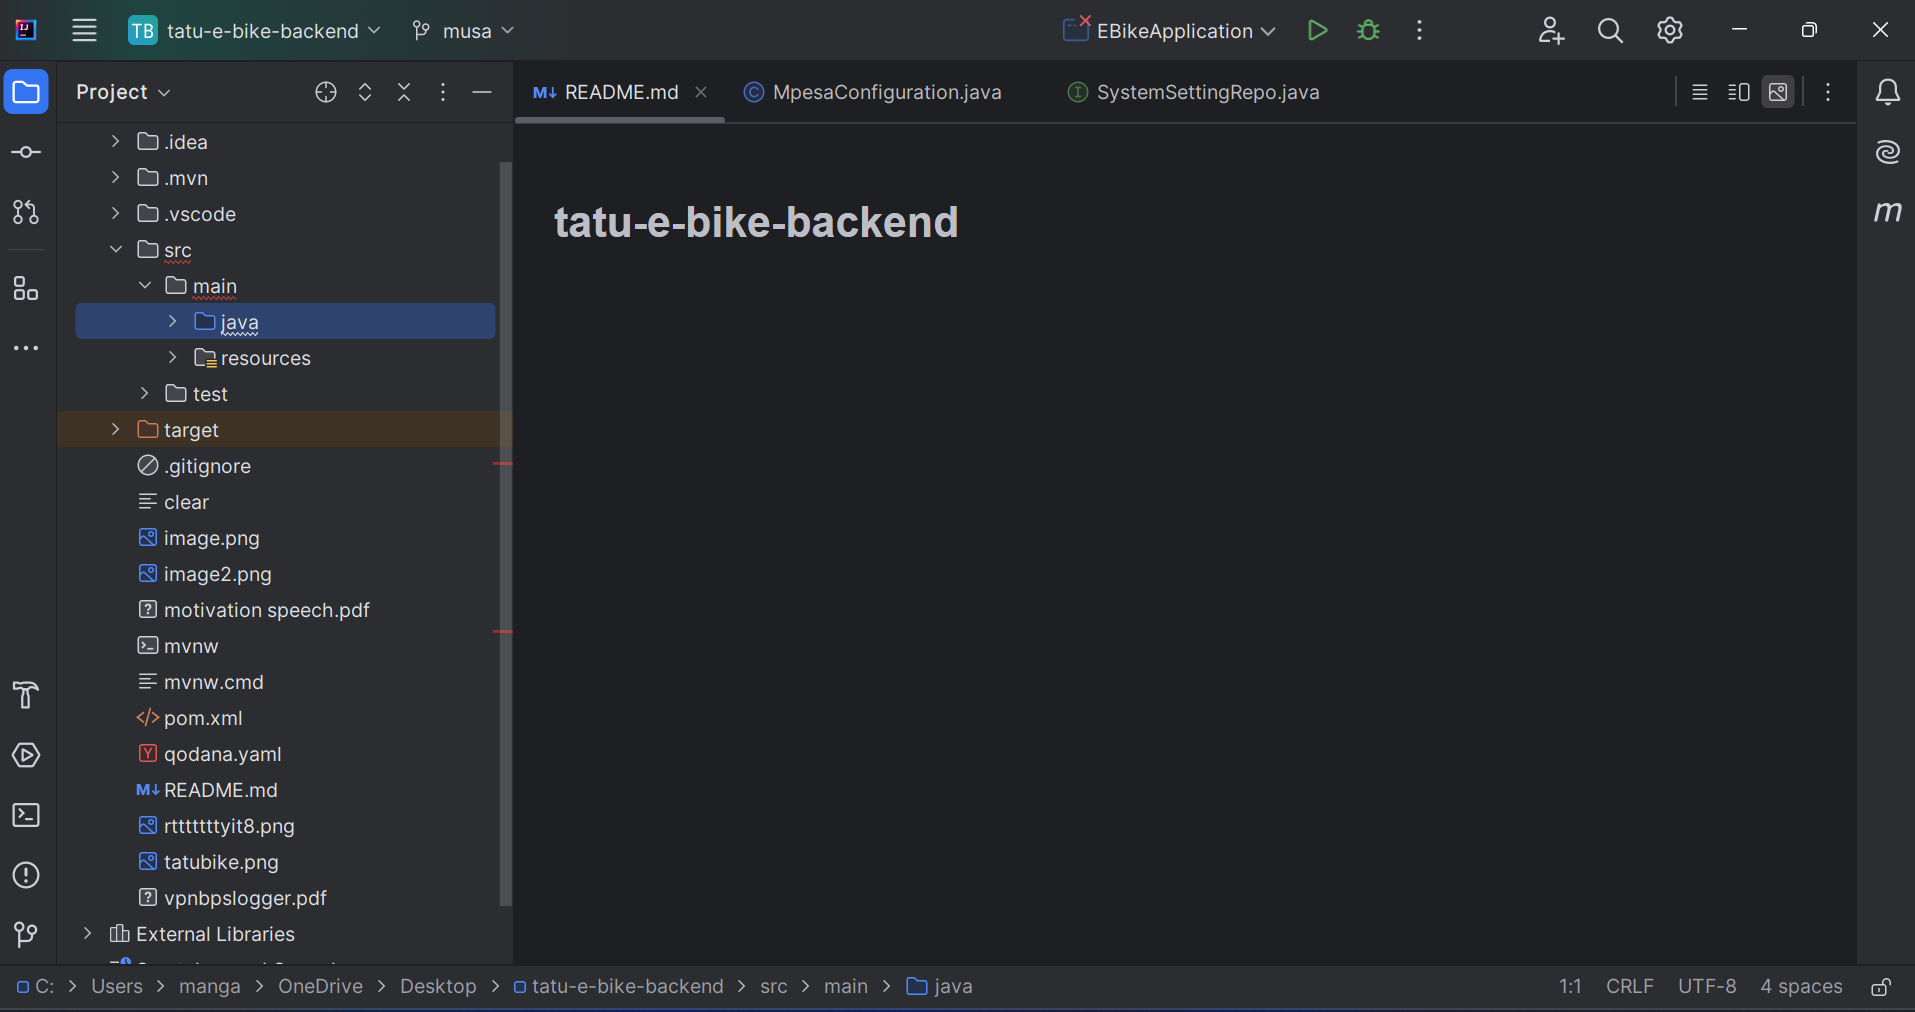 TB tatu-e-bike-backend musa EBikeApplication
Project
README.md MpesaConfiguration.java SystemSettingRepo.java
.idea
.mvn
.vscode
src
main
java
resources
test
target
.gitignore
clear
image.png
image2.png
motivation speech.pdf
mvnw
mvnw.cmd
pom.xml
qodana.yaml
README.md
rtttttttyit8.png
tatubike.png
vpnbpslogger.pdf
External Libraries
tatu-e-bike-backend
C: > Users > manga > OneDrive > Desktop > tatu-e-bike-backend > src > main > java
1:1 CRLF UTF-8 4 spaces